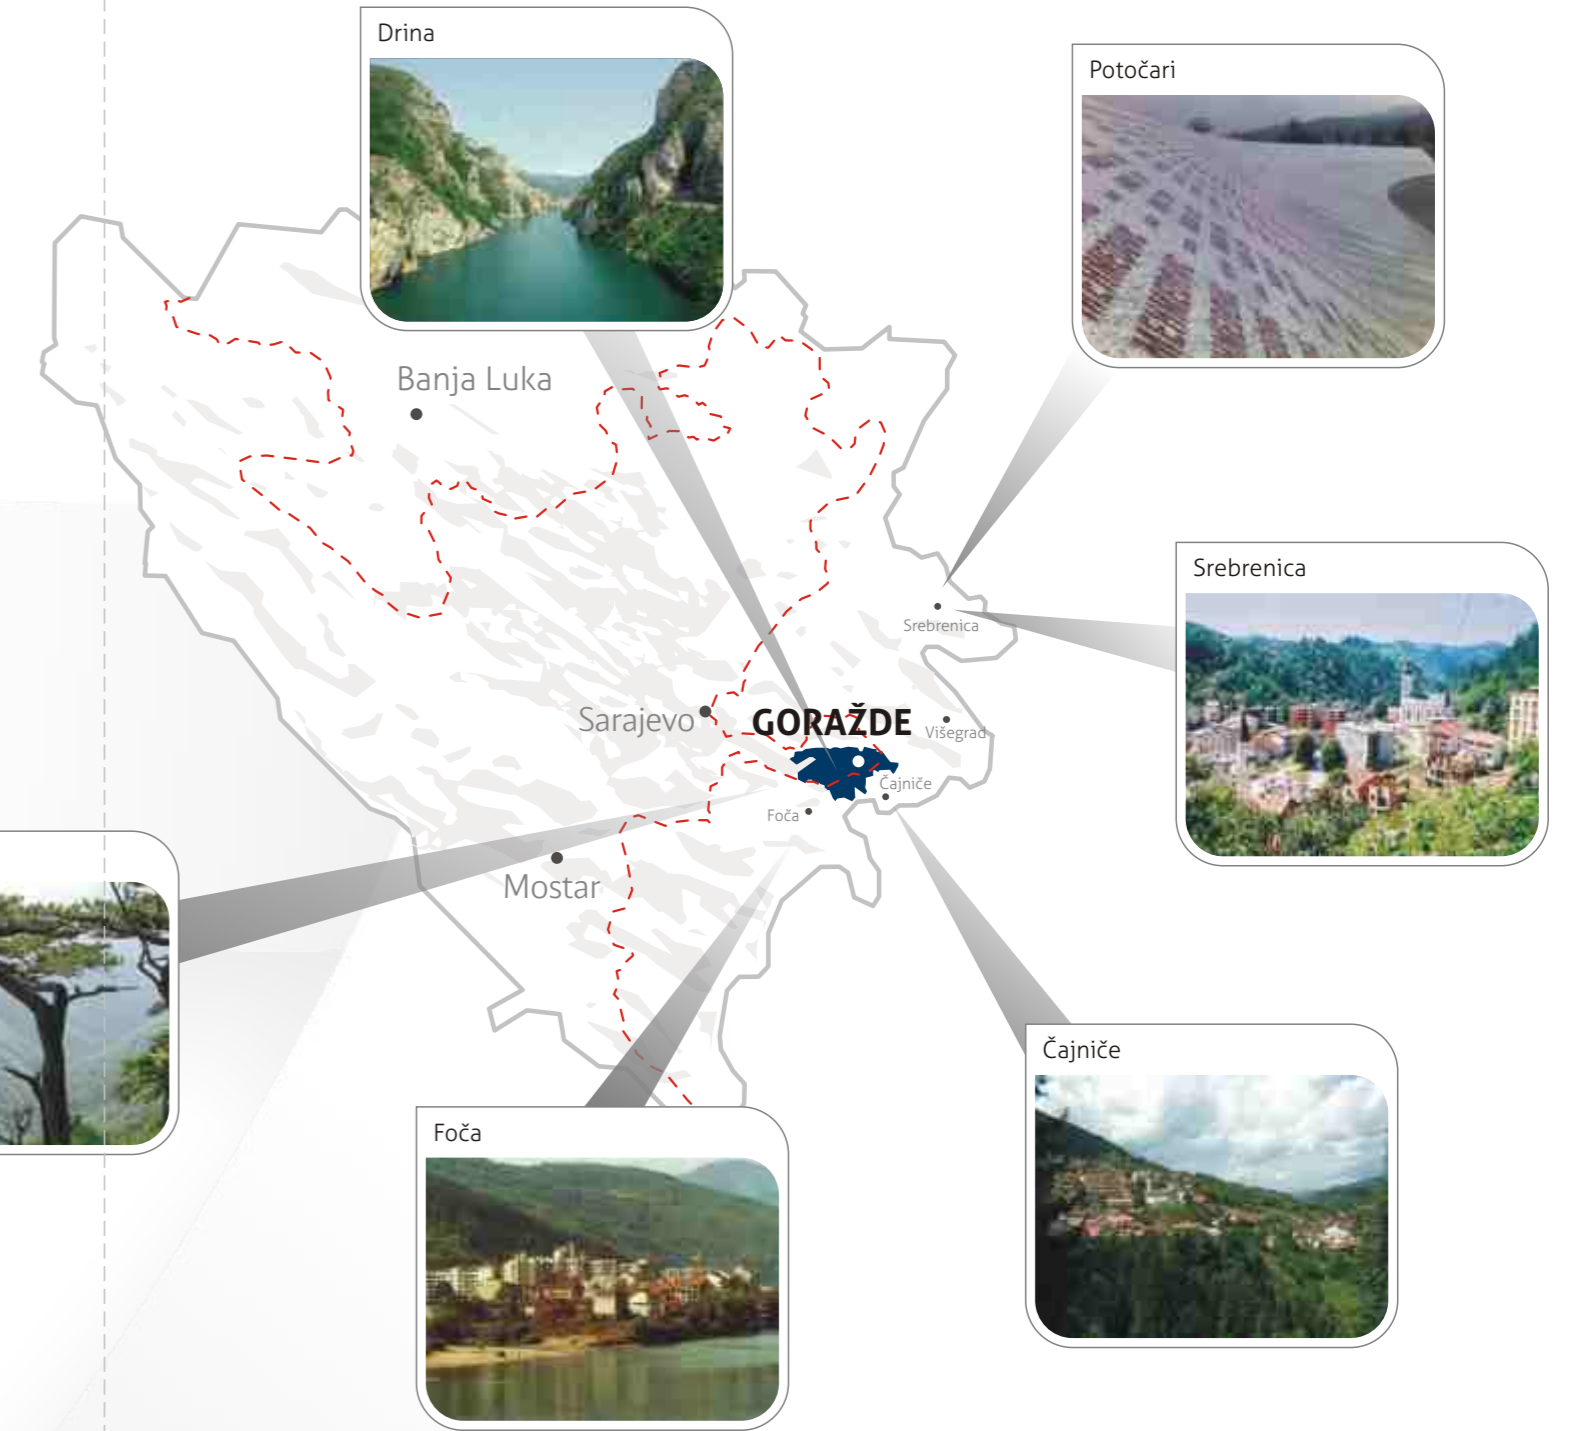 Drina
Potočari
Banja Luka
Srebrenica
Srebrenica
Sarajevo
GORAŽDE
Višegrad
Čajniče
Foča
Mostar
Čajniče
Foča